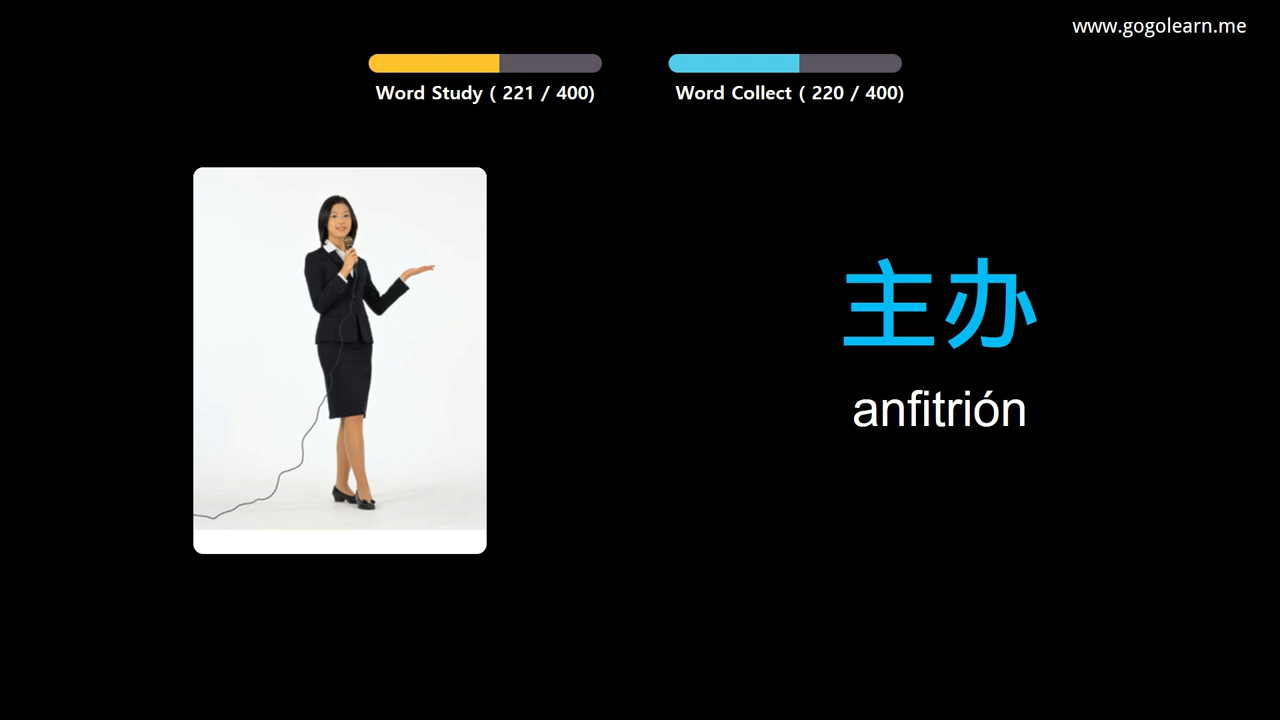 www.gogolearn.me
Word Study ( 221 / 400)
Word Collect ( 220 / 400)
主办
anfitrión